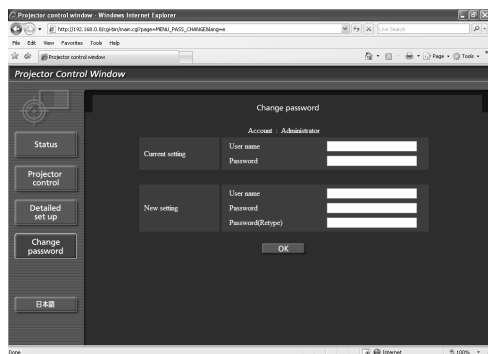 Projector control window - Windows Internet Explorer
http://192.168.0.8/cgi-bin/main.cgi?page=MENU_PASS_CHANGE&lang=e
Live Search
File Edit View Favorites Tools Help
Projector control window
Page Tools
Projector Control Window
Change password
Account : Administrator
Current setting
User name
Password
New setting
User name
Password
Password(Retype)
OK
Status
Projector
control
Detailed
set up
Change
password
日本語
Done
Internet
100%